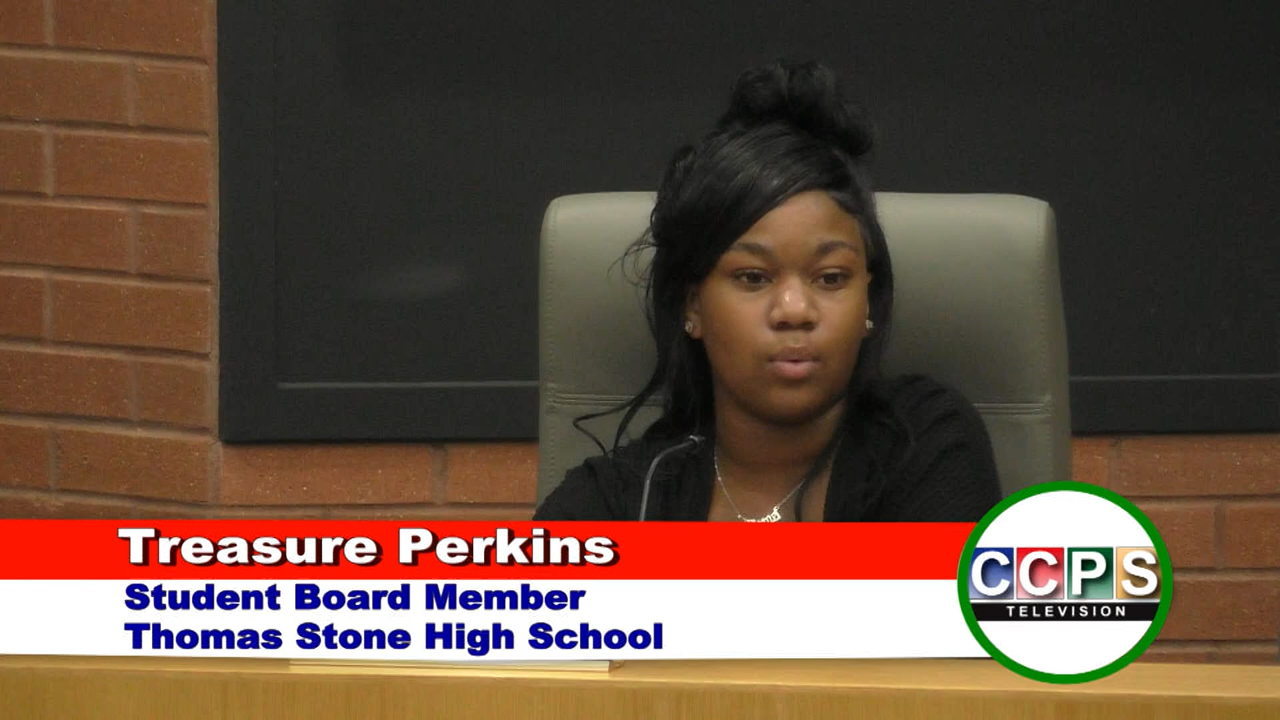 Treasure Perkins
Student Board Member
Thomas Stone High School
CCPS
TELEVISION